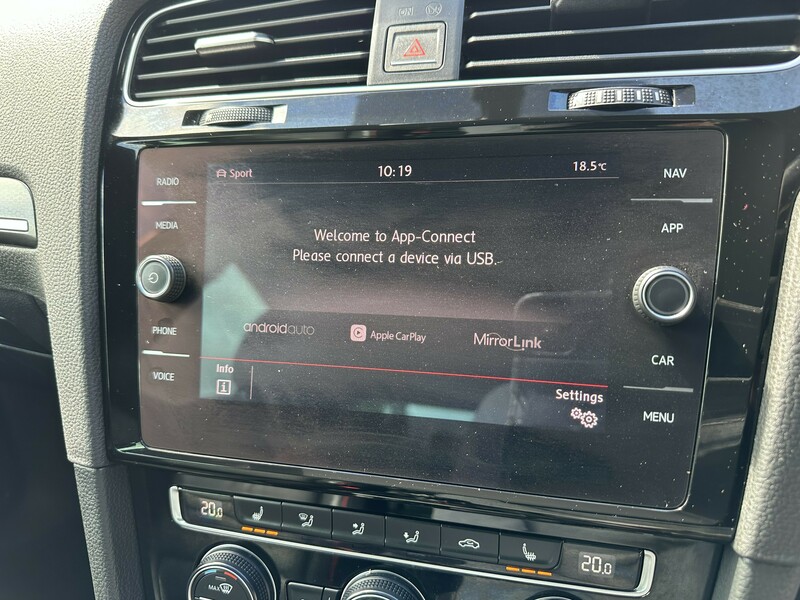 Sport 10:19 18.5°C
RADIO
MEDIA
PHONE
VOICE
Welcome to App-Connect
Please connect a device via USB.
androidauto Apple CarPlay MirrorLink
Info
Settings
NAV
APP
CAR
MENU
20.0
20.0
MAX